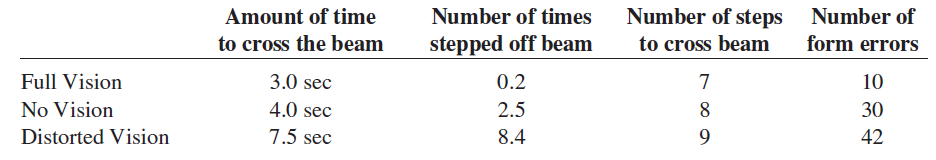 Amount of time Number of times Number of steps Number of
to cross the beam stepped off beam to cross beam form errors
Full Vision 3.0 sec 0.2 7 10
No Vision 4.0 sec 2.5 8 30
Distorted Vision 7.5 sec 8.4 9 42